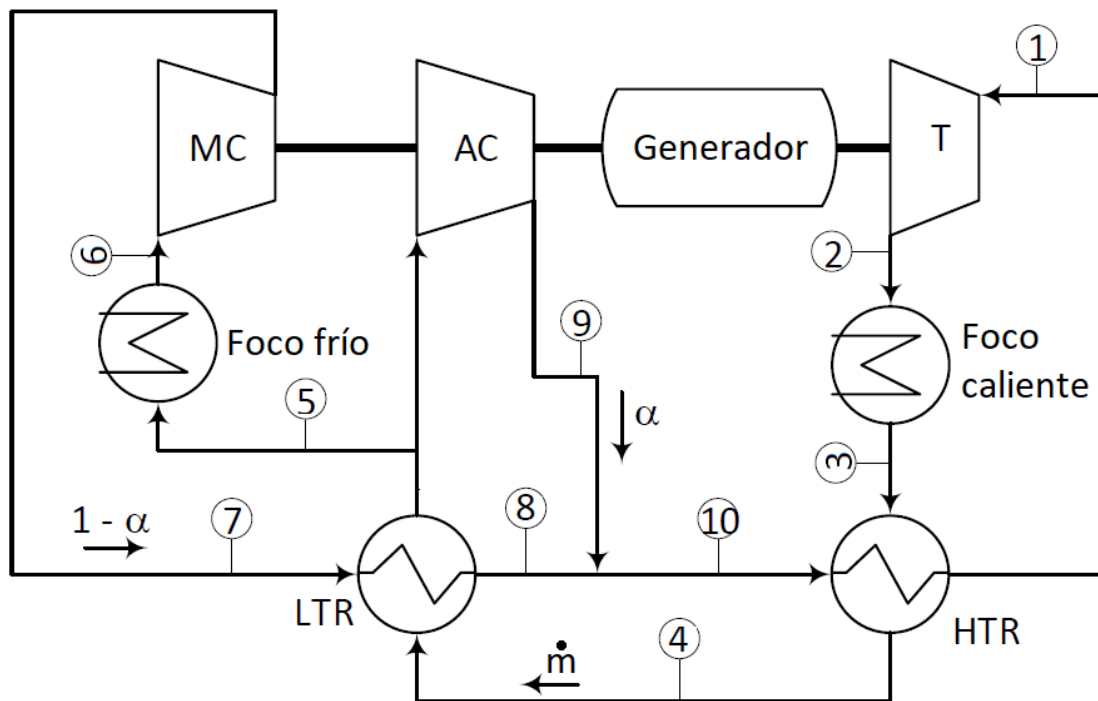 1
MC
AC
Generador
T
2
6
9
Foco frío
Foco
caliente
5
α
3
1 - α
7
8
10
LTR
HTR
ṁ
4